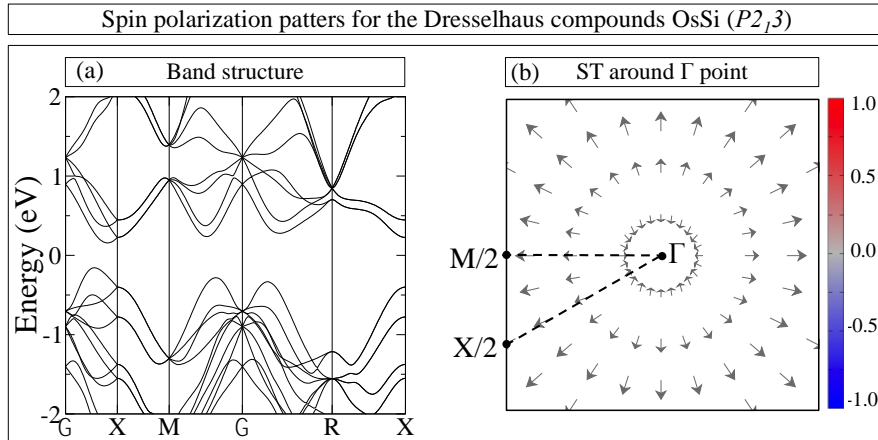 Spin polarization patters for the Dresselhaus compounds OsSi (P2₁3)
(a) Band structure
(b) ST around Γ point
Energy (eV)
2
1
0
-1
-2
G X M G R X
M/2
X/2
Γ
1.0
0.5
0.0
-0.5
-1.0